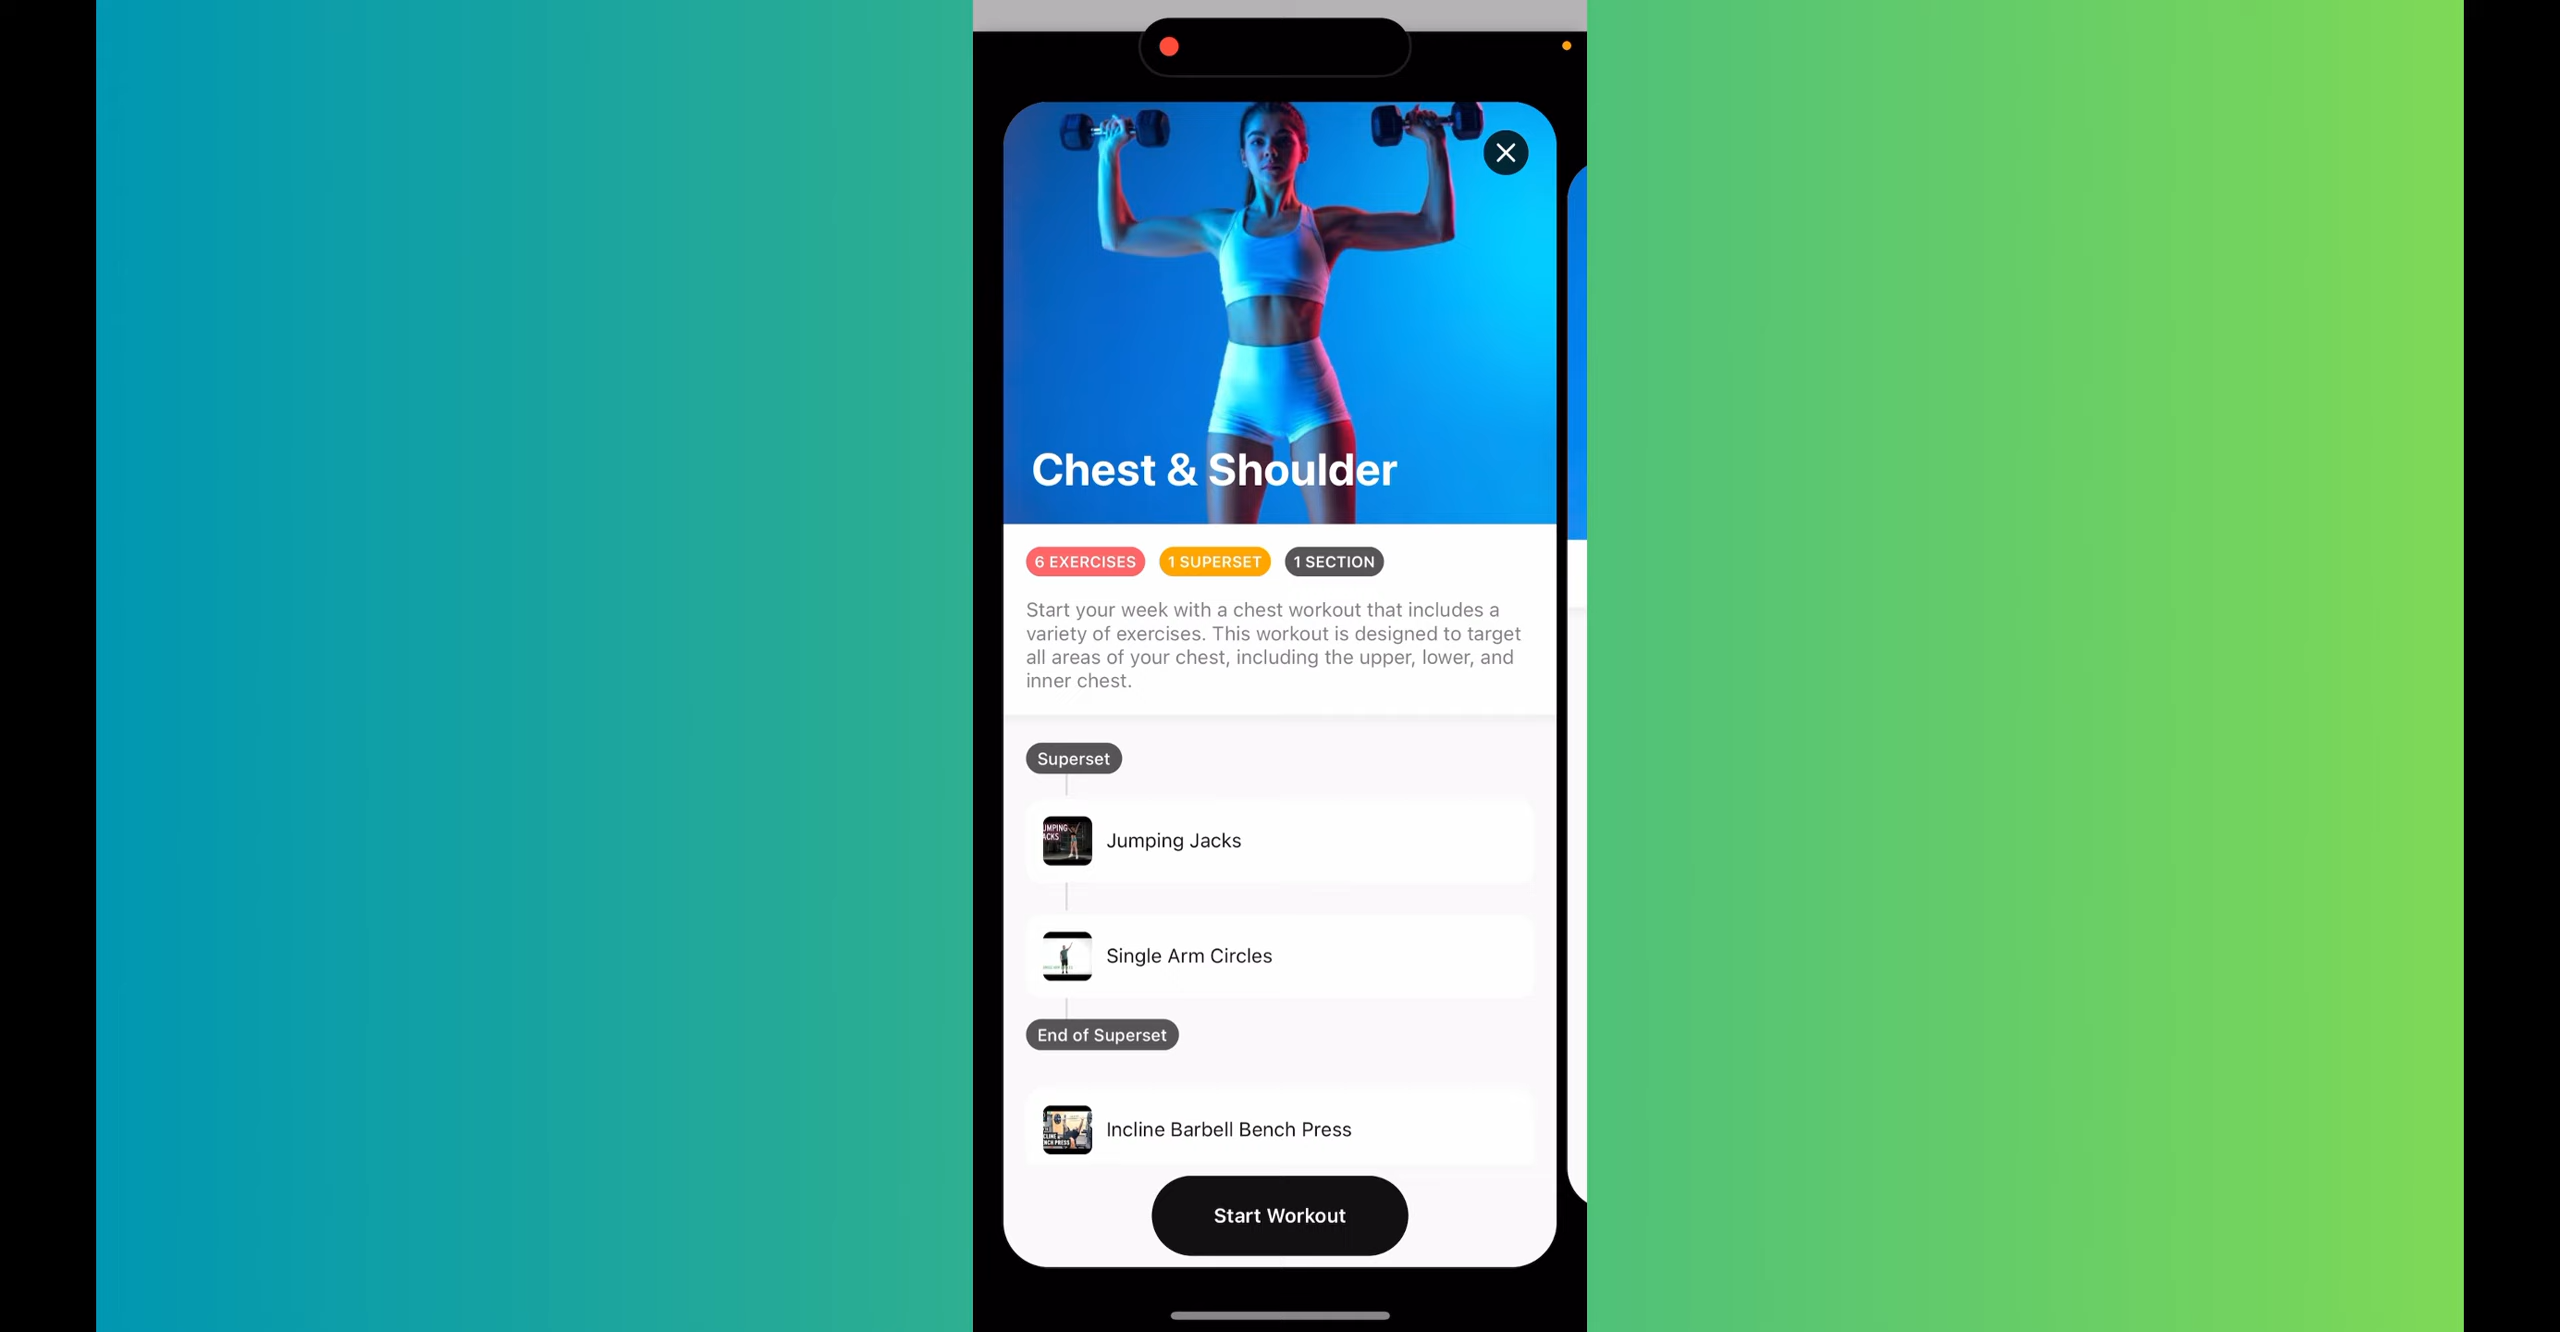 Chest & Shoulder
6 EXERCISES
1 SUPERSET
1 SECTION
Start your week with a chest workout that includes a
variety of exercises. This workout is designed to target
all areas of your chest, including the upper, lower, and
inner chest.
Superset
Jumping Jacks
Single Arm Circles
End of Superset
Incline Barbell Bench Press
Start Workout